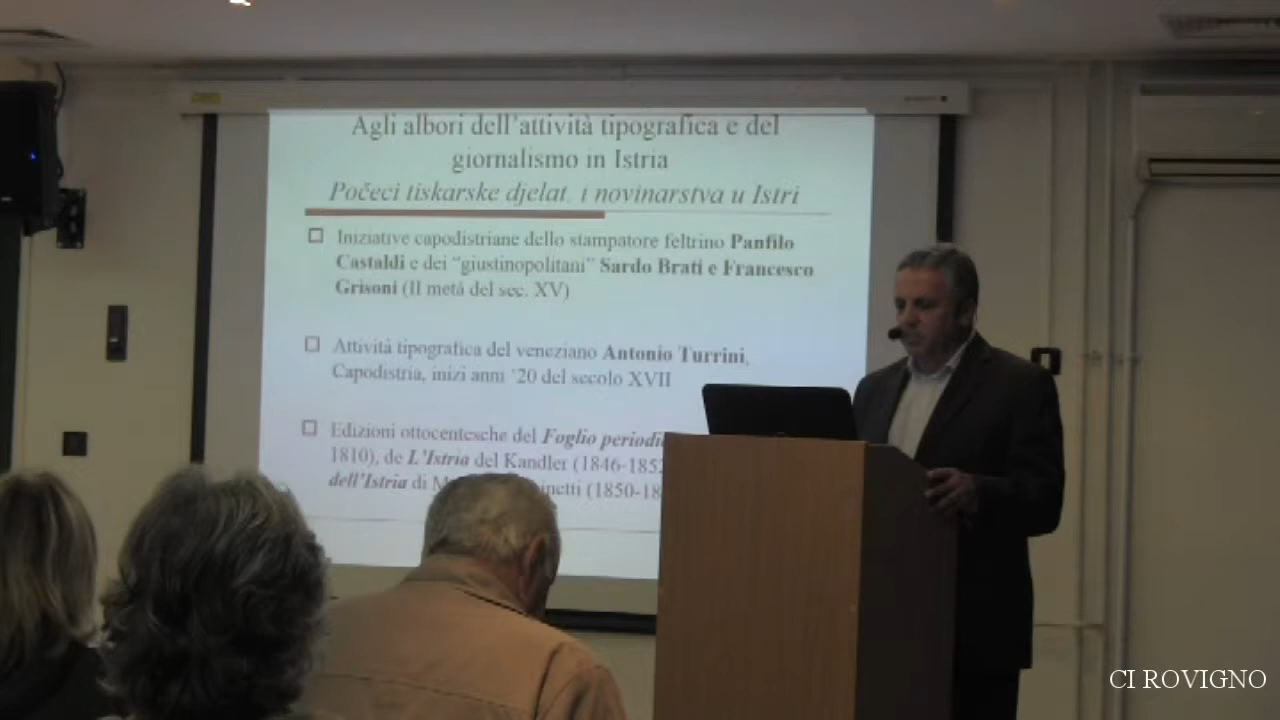 Agli albori dell'attività tipografica e del
giornalismo in Istria
Počeci tiskarske djelat. i novinarstva u Istri
Iniziative capodistriane dello stampatore feltrino Panfilo
Castaldi e dei “giustinopolitani” Sardo Brati e Francesco
Grisoni (II metá del sec. XV)
Attività tipografica del veneziano Antonio Turrini,
Capodistria, inizi anni '20 del secolo XVII
Edizioni ottocentesche del Foglio
1810), de L'Istria del Kandler (1846-1852
dell'Istria di
CI ROVIGNO